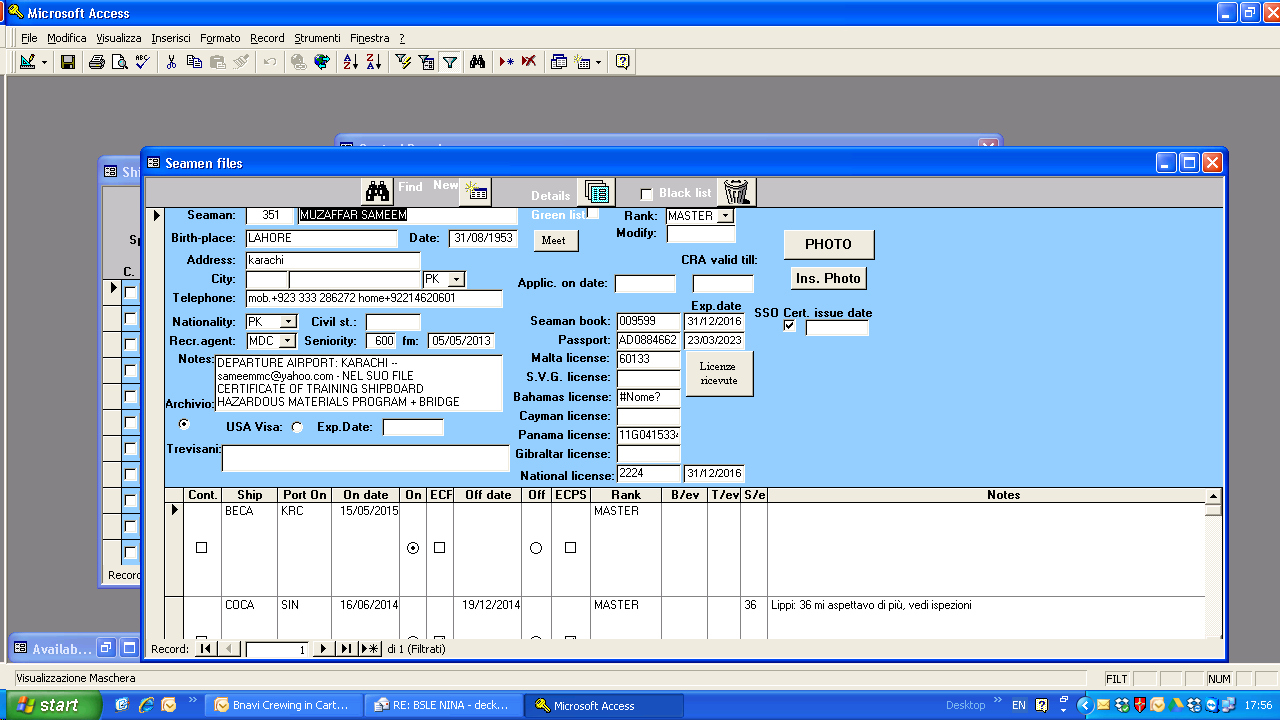 Microsoft Access
File Modifica Visualizza Inserisci Formato Record Strumenti Finestra ?
Seamen files
Find New Details Black list
Seaman: 351 MUZAFFAR SAMEEM Green list Rank: MASTER
Birth-place: LAHORE Date: 31/08/1953 Meet Modify: PHOTO
Address: karachi CRA valid till:
City: PK Applic. on date: Ins. Photo
Telephone: mob.+923 333 286272 home+92214620601
Exp.date
Nationality: PK Civil st.: Seaman book: 009599 31/12/2016 SSO Cert. issue date
Recr.agent: MDC Seniority: 600 fm: 05/05/2013 Passport: AD0884662 23/03/2023
Notes: DEPARTURE AIRPORT: KARACHI -- Malta license: 60133 Licenze
sameemmc@yahoo.com - NEL SUO FILE S.V.G. license: ricevute
CERTIFICATE OF TRAINING SHIPBOARD Bahamas license: #Nome?
Archivio: HAZARDOUS MATERIALS PROGRAM + BRIDGE Cayman license:
USA Visa: Exp.Date: Panama license: 11G0415334
Trevisani: Gibraltar license:
National license: 2224 31/12/2016
Cont. Ship Port On On date On ECF Off date Off ECPS Rank B/ev T/ev S/e Notes
BECA KRC 15/05/2015 MASTER
COCA SIN 16/06/2014 19/12/2014 MASTER 36 Lippi: 36 mi aspettavo di più, vedi ispezioni
Record: 1 di 1 (Filtrati)
Shi
Sp
C.
Record
Availab...
Visualizzazione Maschera FILT NUM
start Bnavi Crewing in Cart... RE: BSLE NINA - deck... Microsoft Access Desktop EN 17:56